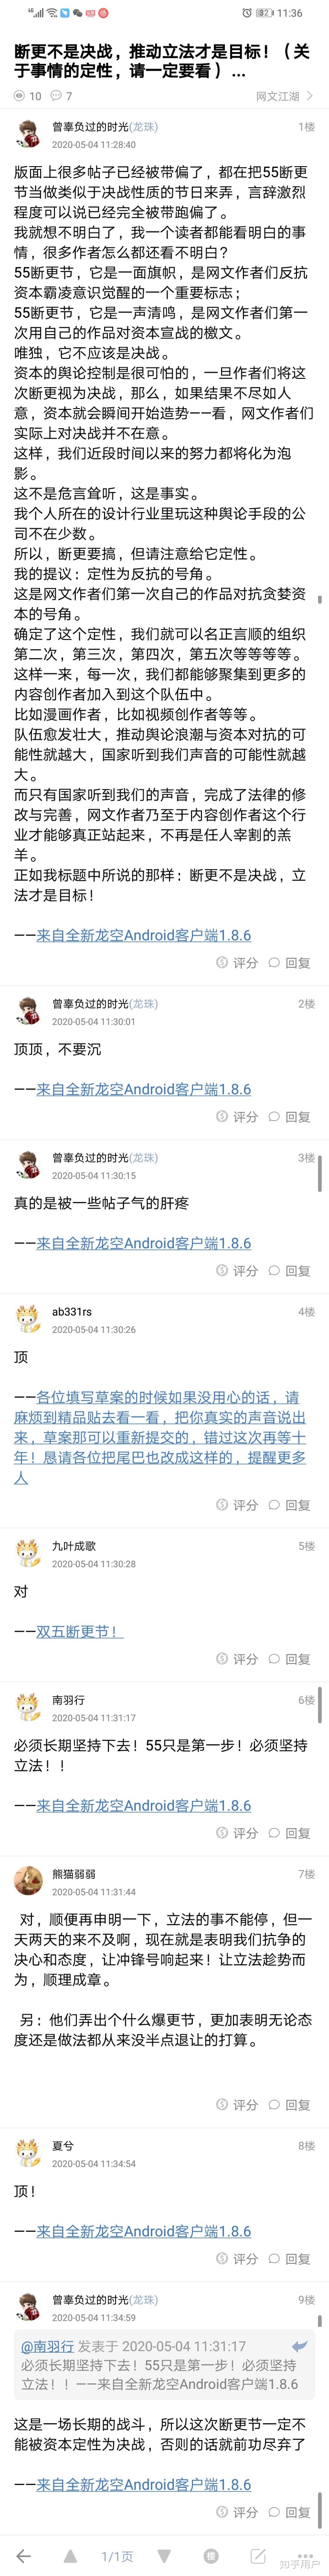 11:36
断更不是决战，推动立法才是目标！（关
于事情的定性，请一定要看）...
10 7 网文江湖
曾辜负过的时光(龙珠) 1楼
2020-05-04 11:28:40
版面上很多帖子已经被带偏了，都在把55断更
节当做类似于决战性质的节日来弄，言辞激烈
程度可以说已经完全被带跑偏了。
我就想不明白了，我一个读者都能看明白的事
情，很多作者怎么都还看不明白？
55断更节，它是一面旗帜，是网文作者们反抗
资本霸凌意识觉醒的一个重要标志；
55断更节，它是一声清鸣，是网文作者们第一
次用自己的作品对资本宣战的檄文。
唯独，它不应该是决战。
资本的舆论控制是很可怕的，一旦作者们将这
次断更视为决战，那么，如果结果不尽如人
意，资本就会瞬间开始造势——看，网文作者们
实际上对决战并不在意。
这样，我们近段时间以来的努力都将化为泡
影。
这不是危言耸听，这是事实。
我个人所在的设计行业里玩这种舆论手段的公
司不在少数。
所以，断更要搞，但请注意给它定性。
我的提议：定性为反抗的号角。
这是网文作者们第一次自己的作品对抗贪婪资
本的号角。
确定了这个定性，我们就可以名正言顺的组织
第二次，第三次，第四次，第五次等等等等。
这样一来，每一次，我们都能够聚集到更多的
内容创作者加入到这个队伍中。
比如漫画作者，比如视频创作者等等。
队伍愈发壮大，推动舆论浪潮与资本对抗的可
能性就越大，国家听到我们声音的可能性就越
大。
而只有国家听到我们的声音，完成了法律的修
改与完善，网文作者乃至于内容创作者这个行
业才能够真正站起来，不再是任人宰割的羔
羊。
正如我标题中所说的那样：断更不是决战，立
法才是目标！
——来自全新龙空Android客户端1.8.6
评分 回复
曾辜负过的时光(龙珠) 2楼
2020-05-04 11:30:01
顶顶，不要沉
——来自全新龙空Android客户端1.8.6
评分 回复
曾辜负过的时光(龙珠) 3楼
2020-05-04 11:30:15
真的是被一些帖子气的肝疼
——来自全新龙空Android客户端1.8.6
评分 回复
ab331rs 4楼
2020-05-04 11:30:26
顶
——各位填写草案的时候如果没用心的话，请
麻烦到精品贴去看一看，把你真实的声音说出
来，草案那可以重新提交的，错过这次再等十
年！恳请各位把尾巴也改成这样的，提醒更多
人
评分 回复
九叶成歌 5楼
2020-05-04 11:30:28
对
——双五断更节！
评分 回复
南羽行 6楼
2020-05-04 11:31:17
必须长期坚持下去！55只是第一步！必须坚持
立法！！
——来自全新龙空Android客户端1.8.6
评分 回复
熊猫弱弱 7楼
2020-05-04 11:31:44
对，顺便再申明一下，立法的事不能停，但一
天两天的来不及啊，现在就是表明我们抗争的
决心和态度，让冲锋号响起来！让立法趁势而
为，顺理成章。
另：他们弄出个什么爆更节，更加表明无论态
度还是做法都从来没半点退让的打算。
评分 回复
夏兮 8楼
2020-05-04 11:34:54
顶！
——来自全新龙空Android客户端1.8.6
评分 回复
曾辜负过的时光(龙珠) 9楼
2020-05-04 11:34:59
@南羽行 发表于 2020-05-04 11:31:17
必须长期坚持下去！55只是第一步！必须坚持
立法！！——来自全新龙空Android客户端1.8.6
这是一场长期的战斗，所以这次断更节一定不
能被资本定性为决战，否则的话就前功尽弃了
——来自全新龙空Android客户端1.8.6
评分 回复
1/1页 楼
知乎用户